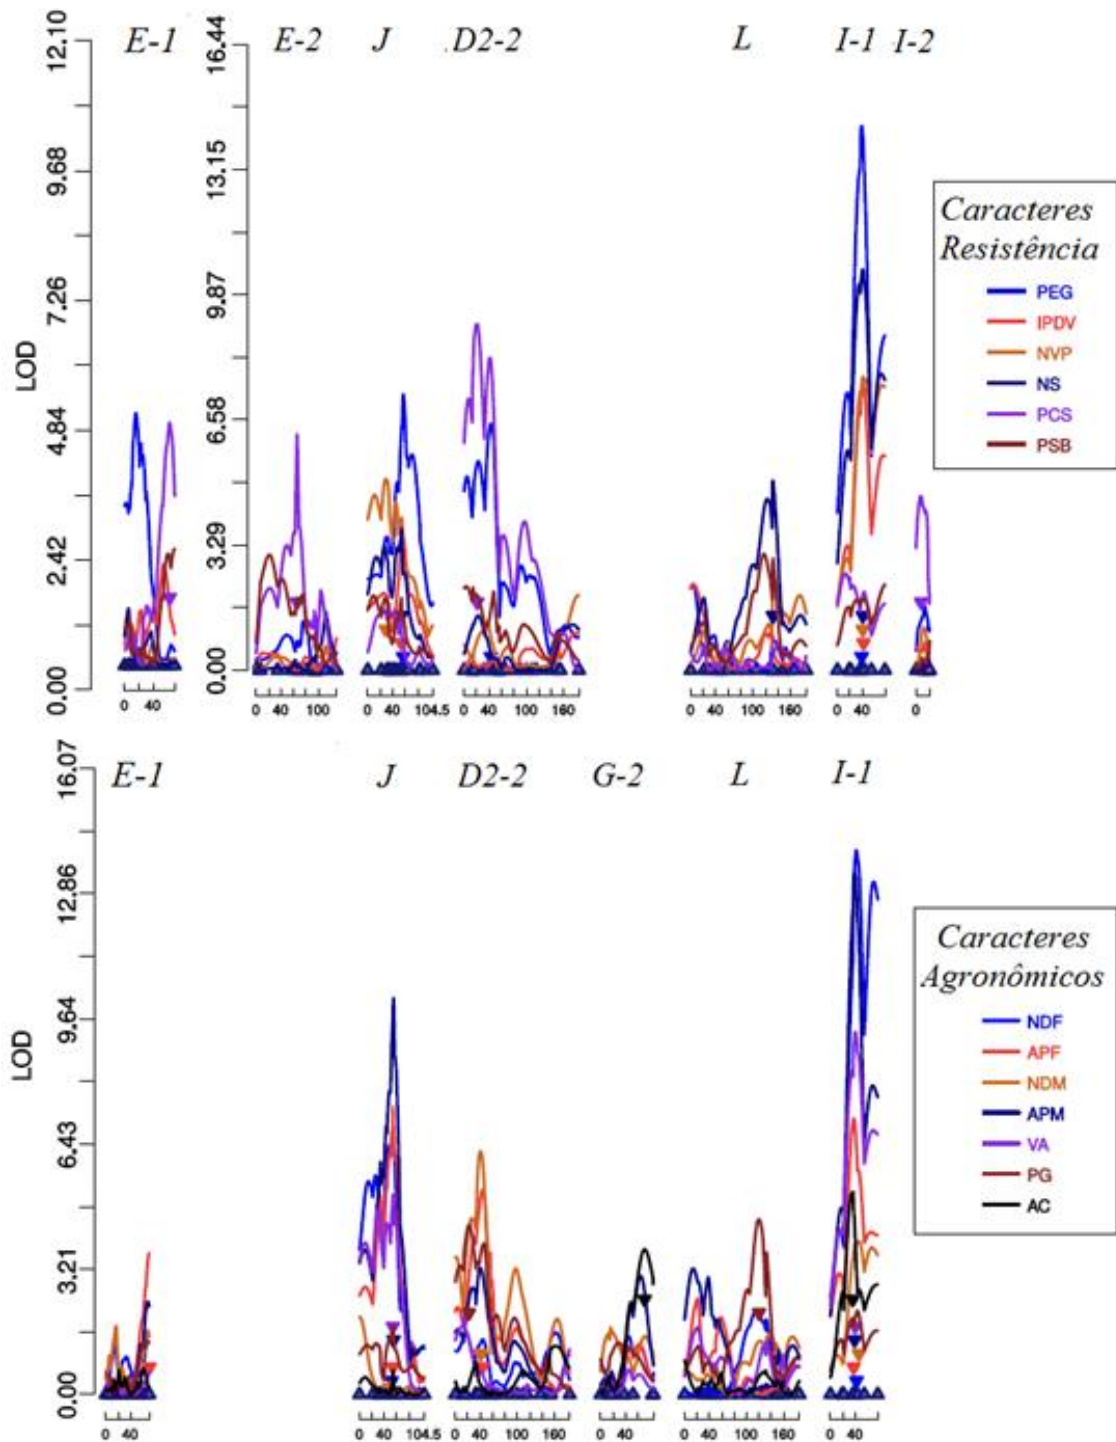 E-1 E-2 J D2-2 L I-1 I-2
LOD
12.10
9.68
7.26
4.84
2.42
0.00
16.44
13.15
9.87
6.58
3.29
0.00
0 40
0 40 100
0 40 104.5
0 40 100 160
0 40 100 160
0 40
0
Caracteres
Resistência
PEG
IPDV
NVP
NS
PCS
PSB
E-1 J D2-2 G-2 L I-1
LOD
16.07
12.86
9.64
6.43
3.21
0.00
0 40
0 40 104.5
0 40 100 160
0 40
0 40 100 160
0 40
Caracteres
Agronômicos
NDF
APF
NDM
APM
VA
PG
AC